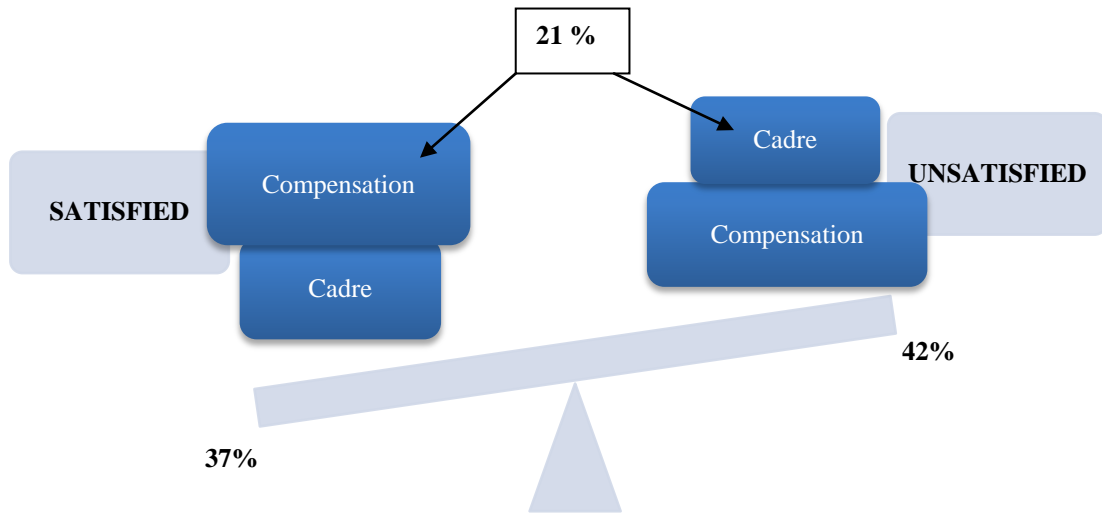 21 %
Cadre
Compensation
UNSATISFIED
SATISFIED
Compensation
Cadre
42%
37%